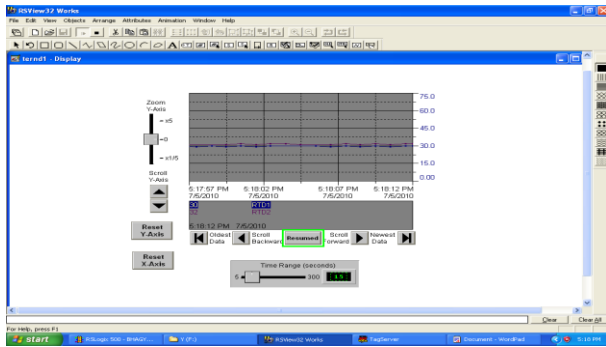 RSView32 Works
File Edit View Objects Arrange Attributes Animation Window Help
ternd1 - Display
Zoom
Y-Axis
x5
0
x1/5
Scroll
Y-Axis
75.0
60.0
45.0
30.0
15.0
0.00
5:17:57 PM 5:18:02 PM 5:18:07 PM 5:18:12 PM
7/5/2010 7/5/2010 7/5/2010 7/5/2010
30 RTD1
32 RTD2
5:18:12 PM 7/5/2010
Reset
Y-Axis
Oldest
Data
Scroll
Backward
Resumed
Scroll
Forward
Newest
Data
Reset
X-Axis
Time Range (seconds)
5 300 15
Clear Clear All
For Help, press F1
start RSLogix 500 - BHAGY... Y (F:) RSView32 Works TagServer Document - WordPad 5:18 PM